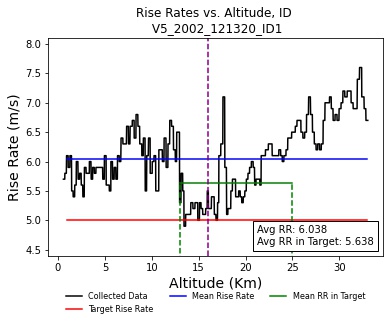 Rise Rates vs. Altitude, ID
V5_2002_121320_ID1
Rise Rate (m/s)
8.0
7.5
7.0
6.5
6.0
5.5
5.0
4.5
Avg RR: 6.038
Avg RR in Target: 5.638
0 5 10 15 20 25 30
Altitude (Km)
Collected Data Mean Rise Rate Mean RR in Target
Target Rise Rate